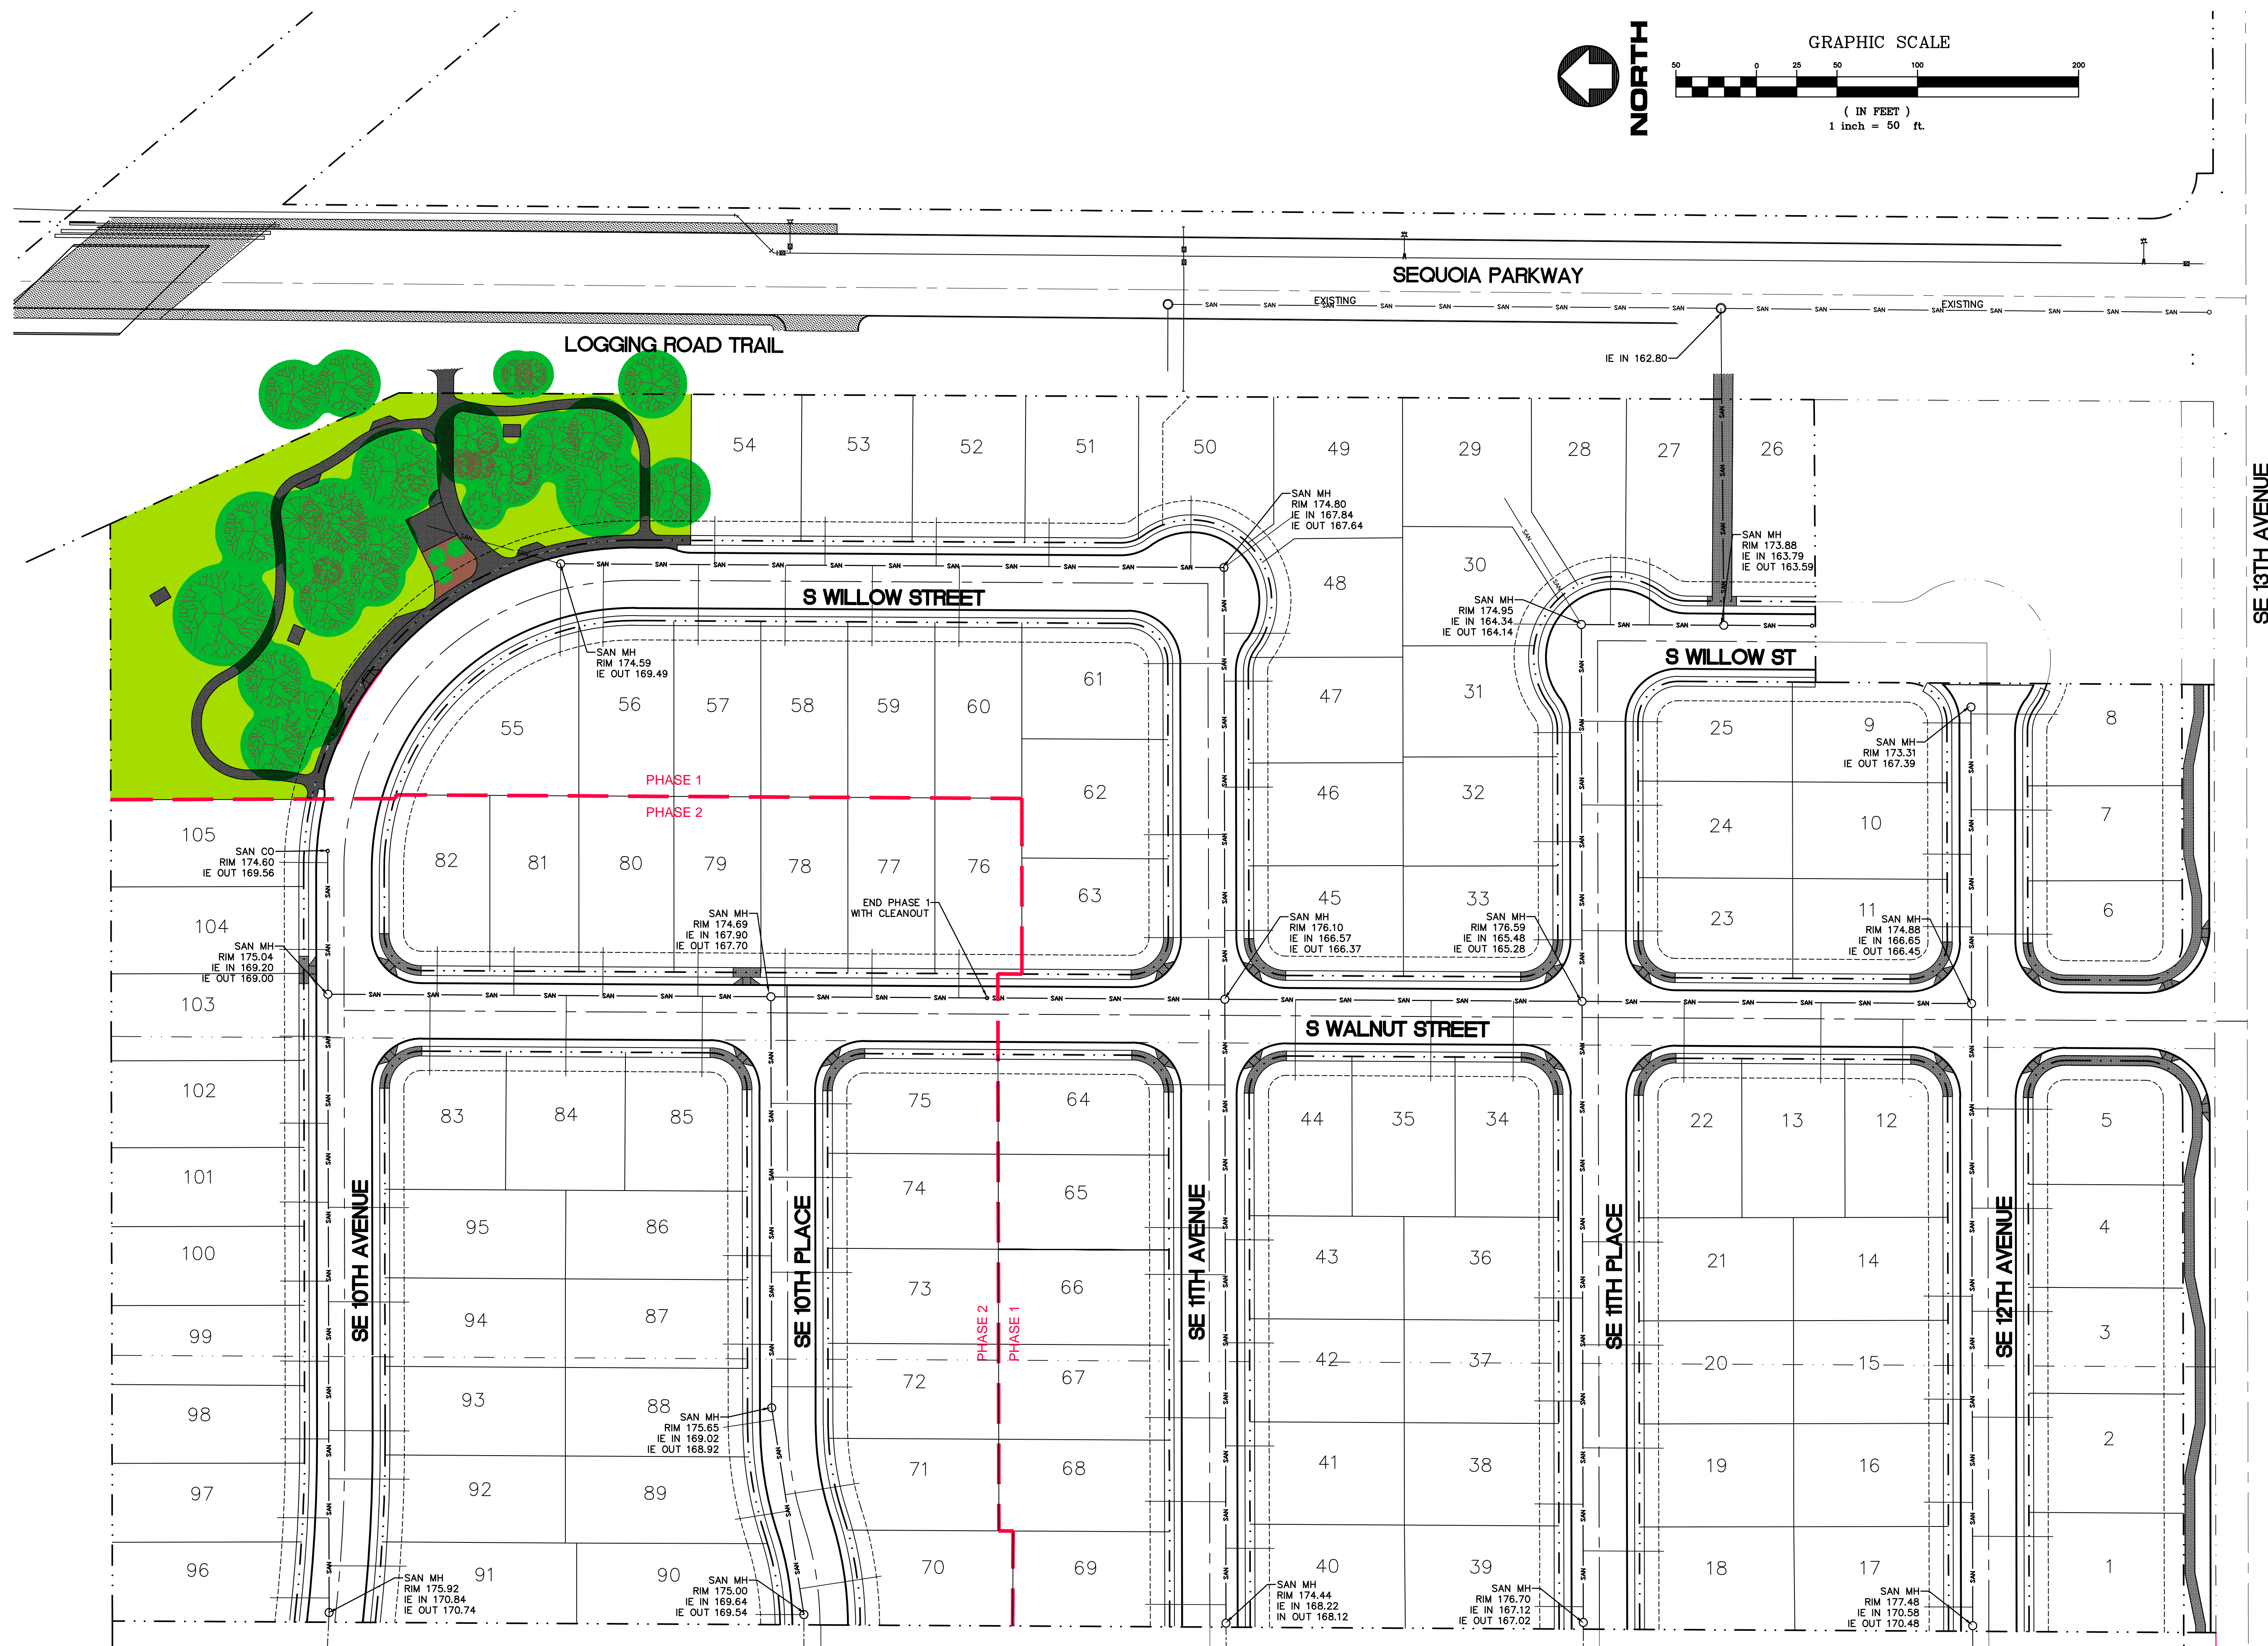 GRAPHIC SCALE
NORTH
50 0 25 50 100 200
( IN FEET )
1 inch = 50 ft.
SEQUOIA PARKWAY
EXISTING
EXISTING
LOGGING ROAD TRAIL
IE IN 162.80
SE 13TH AVENUE
54 53 52 51 50 49 29 28 27 26
SAN MH
RIM 174.80
IE IN 167.84
IE OUT 167.64
SAN MH
RIM 173.88
IE IN 163.79
IE OUT 163.59
48 30
SAN MH
RIM 174.95
IE IN 164.34
IE OUT 164.14
S WILLOW STREET
S WILLOW ST
SAN MH
RIM 174.59
IE OUT 169.49
55 56 57 58 59 60 61 47 31 25 9 8
SAN MH
RIM 173.31
IE OUT 167.39
PHASE 1
PHASE 2
62 46 32 24 10 7
105
SAN CO
RIM 174.60
IE OUT 169.56
82 81 80 79 78 77 76 63 45 33 23 11 6
END PHASE 1
WITH CLEANOUT
104
SAN MH
RIM 175.04
IE IN 169.20
IE OUT 169.00
SAN MH
RIM 174.69
IE IN 167.90
IE OUT 167.70
SAN MH
RIM 176.10
IE IN 166.57
IE OUT 166.37
SAN MH
RIM 176.59
IE IN 165.48
IE OUT 165.28
SAN MH
RIM 174.88
IE IN 166.65
IE OUT 166.45
103
S WALNUT STREET
102 83 84 85 75 64 44 35 34 22 13 12 5
101 74 65
SE 10TH AVENUE
SE 10TH PLACE
SE 11TH AVENUE
SE 11TH PLACE
SE 12TH AVENUE
100 95 86 73 66 43 36 21 14 4
PHASE 2
PHASE 1
99 94 87 72 67 42 37 20 15 3
98 93 88 71 68 41 38 19 16 2
SAN MH
RIM 175.65
IE IN 169.02
IE OUT 168.92
97 92 89
96 91 90 70 69 40 39 18 17 1
SAN MH
RIM 175.92
IE IN 170.84
IE OUT 170.74
SAN MH
RIM 175.00
IE IN 169.64
IE OUT 169.54
SAN MH
RIM 174.44
IE IN 168.22
IN OUT 168.12
SAN MH
RIM 176.70
IE IN 167.12
IE OUT 167.02
SAN MH
RIM 177.48
IE IN 170.58
IE OUT 170.48